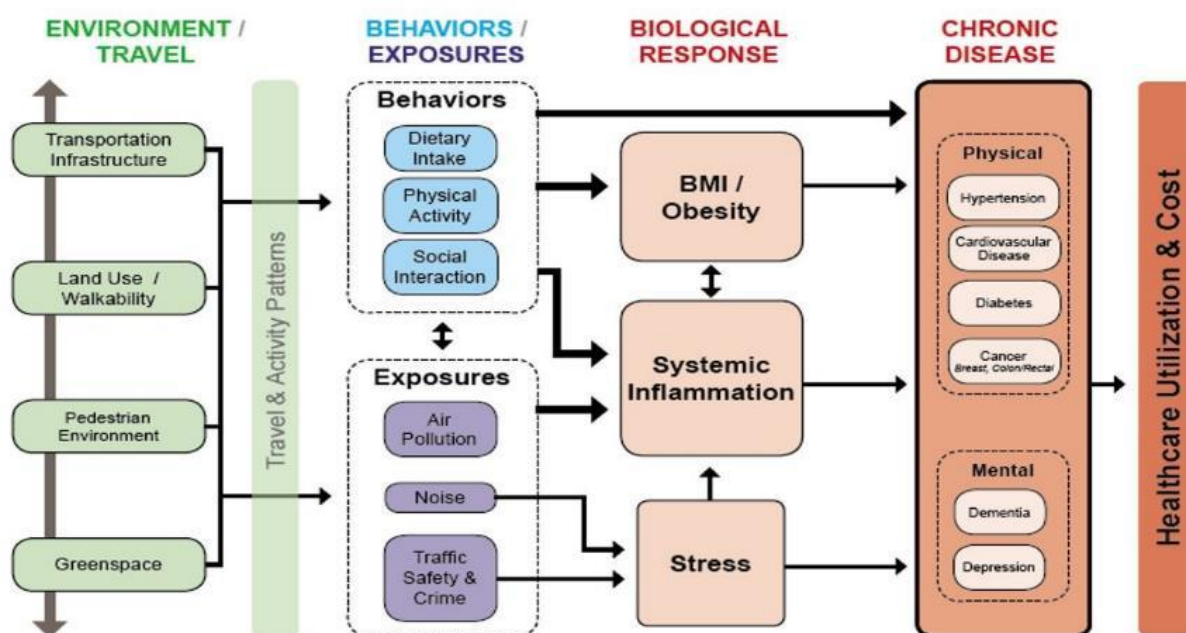 ENVIRONMENT /
TRAVEL
Transportation
Infrastructure
Land Use /
Walkability
Pedestrian
Environment
Greenspace
Travel & Activity Patterns
BEHAVIORS /
EXPOSURES
Behaviors
Dietary
Intake
Physical
Activity
Social
Interaction
Exposures
Air
Pollution
Noise
Traffic
Safety &
Crime
BIOLOGICAL
RESPONSE
BMI /
Obesity
Systemic
Inflammation
Stress
CHRONIC
DISEASE
Physical
Hypertension
Cardiovascular
Disease
Diabetes
Cancer
Breast, Colon/Rectal
Mental
Dementia
Depression
Healthcare Utilization & Cost